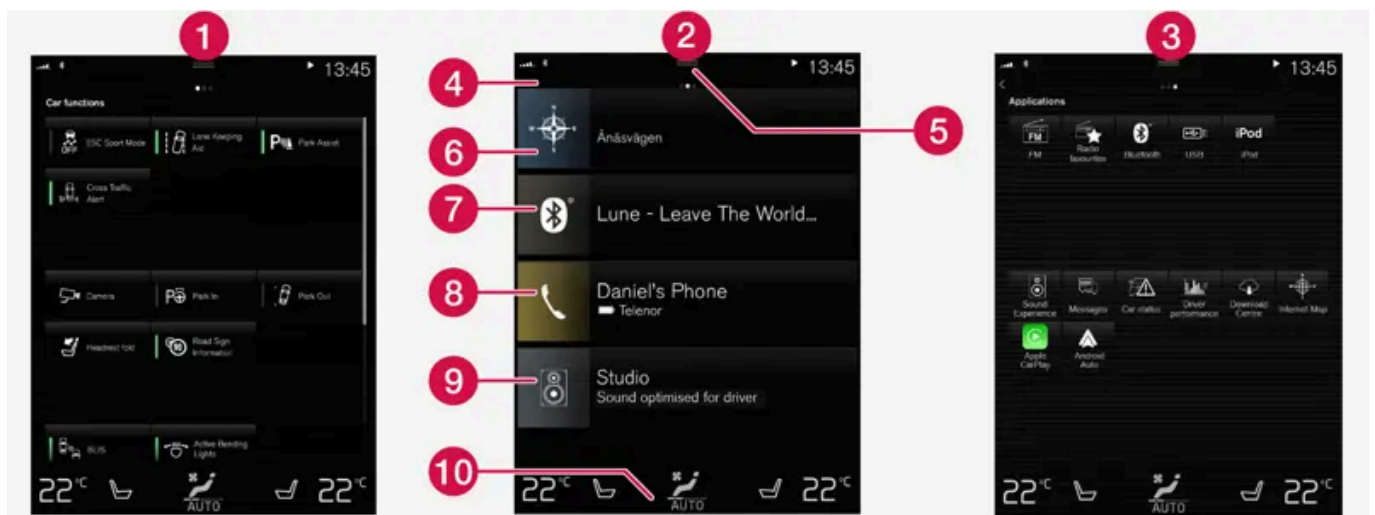 1
13:45
Car functions
OFF
ESC Sport Mode
Lane Keeping
Aid
P
Park Assist
Cross Traffic
Alert
Camera
P
Park In
Park Out
Headrest fold
Road Sign
Information
BLIS
Active Bending
Lights
22°C
AUTO
22°C
2
13:45
4
5
6
Änäsvägen
7
Lune - Leave The World...
8
Daniel's Phone
Telenor
9
Studio
Sound optimised for driver
10
22°C
AUTO
22°C
3
13:45
Applications
FM
iPod
FM
Radio
favourites
Bluetooth
USB
iPod
Sound
Experience
Messages
Car status
Driver
performance
Download
Centre
Internet Map
Apple
CarPlay
Android
Auto
22°C
AUTO
22°C